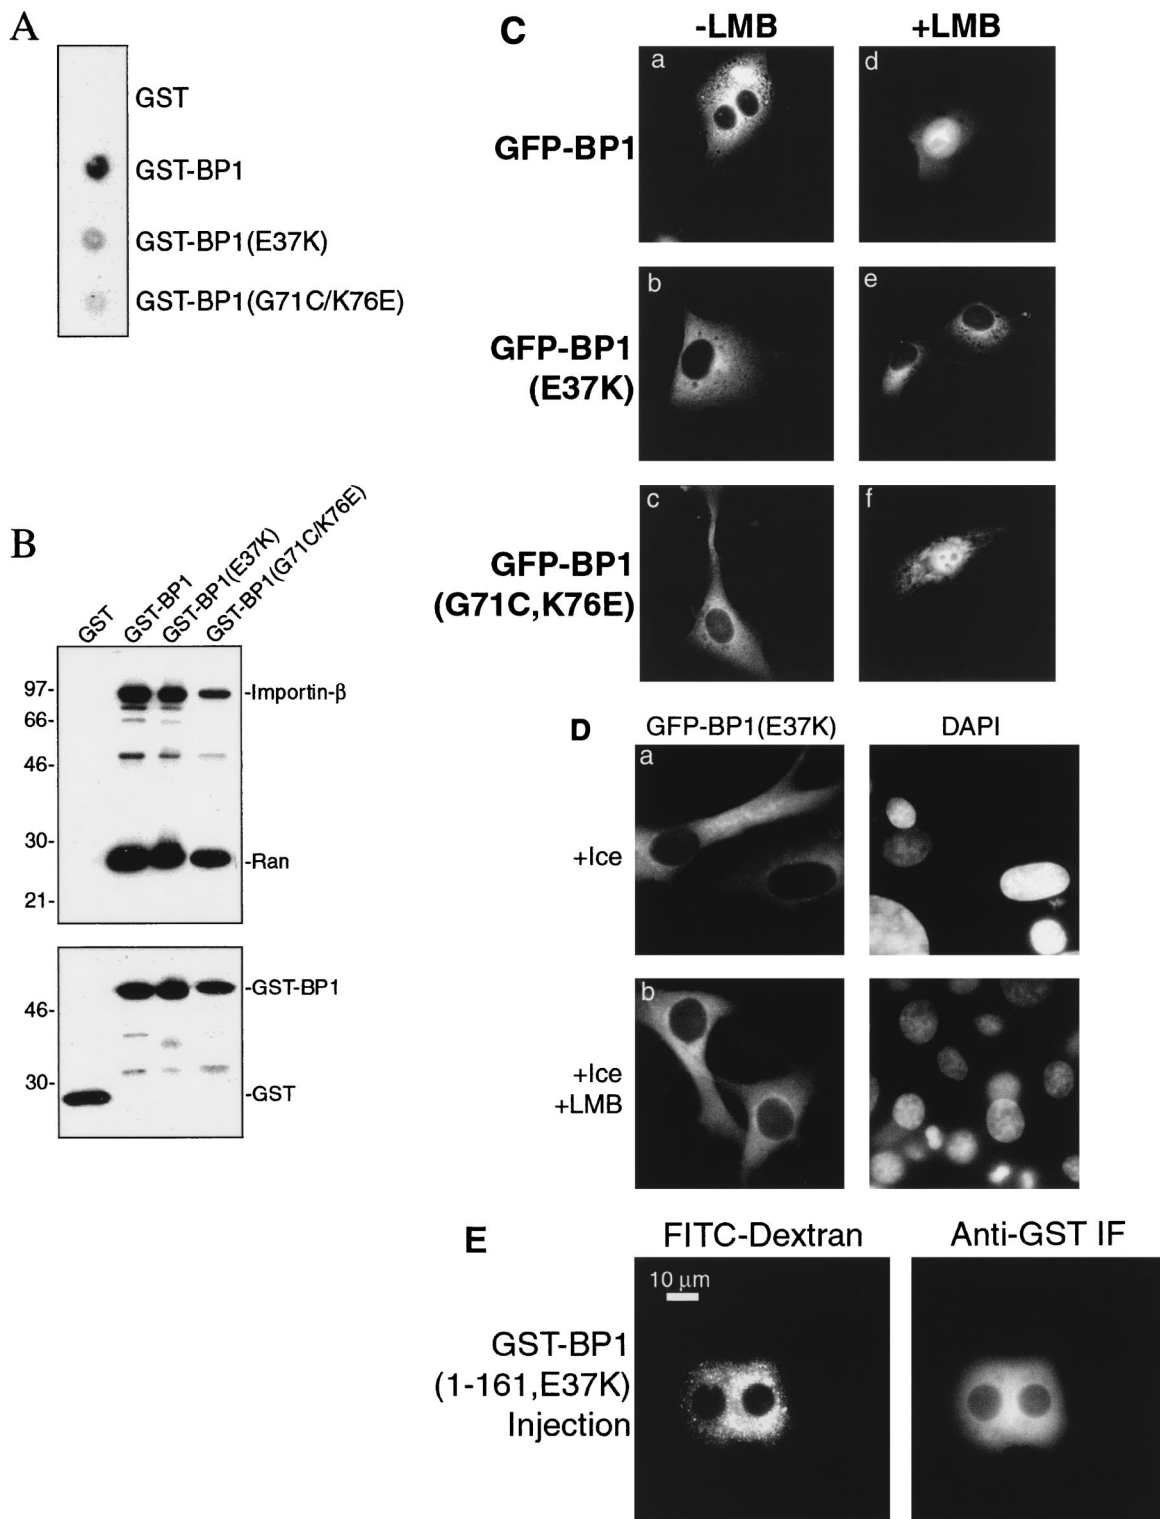 A
GST
GST-BP1
GST-BP1(E37K)
GST-BP1(G71C/K76E)
B
GST
GST-BP1
GST-BP1(E37K)
GST-BP1(G71C/K76E)
97-
66-
46-
30-
21-
-Importin-β
-Ran
46-
30-
-GST-BP1
-GST
C
-LMB
+LMB
GFP-BP1
a
d
GFP-BP1
(E37K)
b
e
GFP-BP1
(G71C,K76E)
c
f
D
GFP-BP1(E37K)
DAPI
+Ice
a
+Ice
+LMB
b
E
FITC-Dextran
Anti-GST IF
GST-BP1
(1-161,E37K)
Injection
10 μm